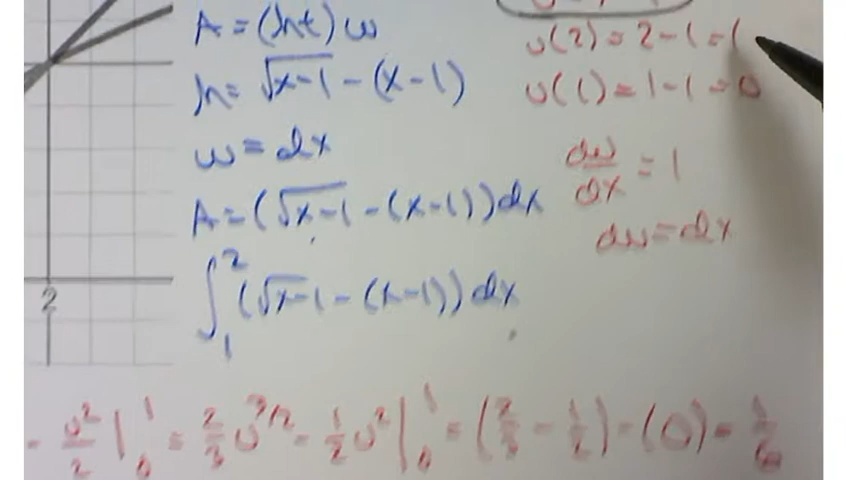 A = (ht) w
u(2) = 2 - 1 = 1
h = √x-1 - (x-1)
u(1) = 1 - 1 = 0
w = dx
du/dx = 1
A = (√x-1 - (x-1)) dx
du = dx
∫₁² (√x-1 - (x-1)) dx
2
- u²/2 |₀¹ = 2/3 u^3/2 - 1/2 u² |₀¹ = (2/3 - 1/2) - (0) = 1/6